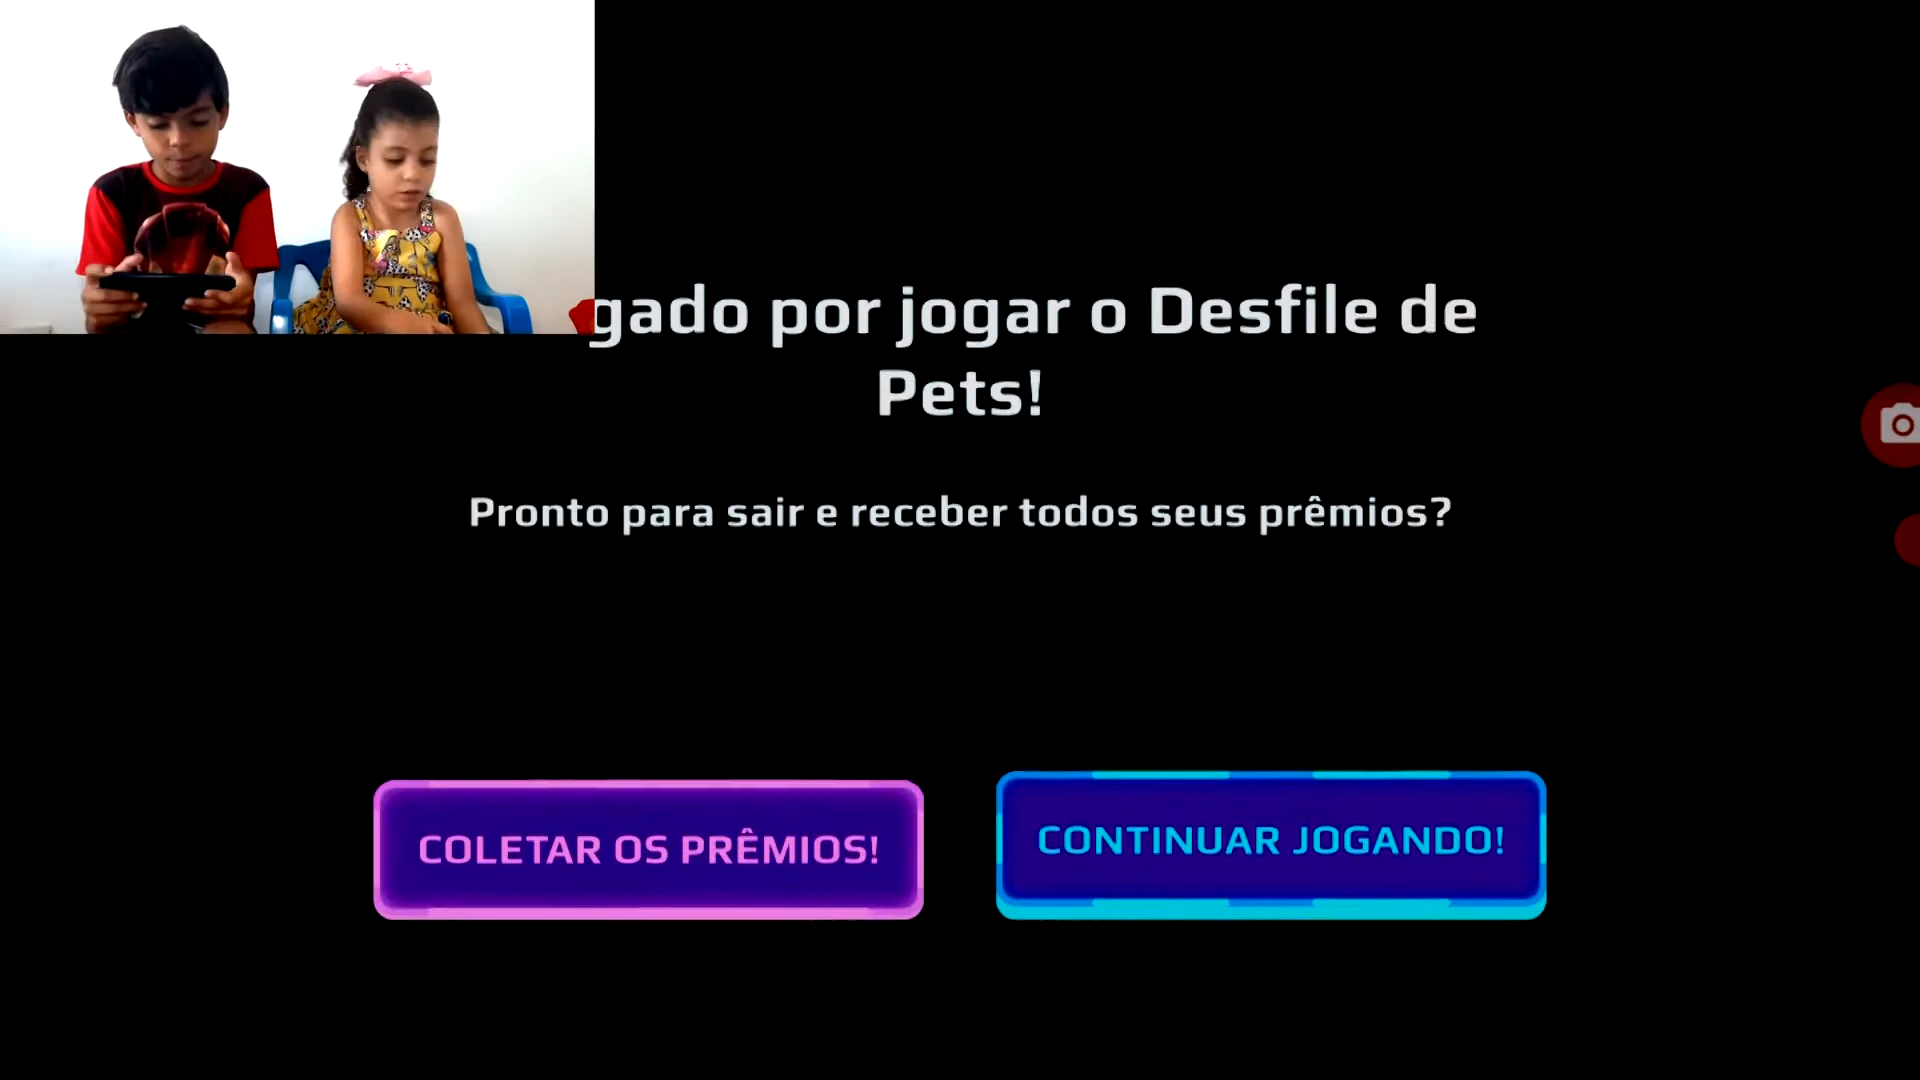 gado por jogar o Desfile de
Pets!
Pronto para sair e receber todos seus prêmios?
COLETAR OS PRÊMIOS!
CONTINUAR JOGANDO!